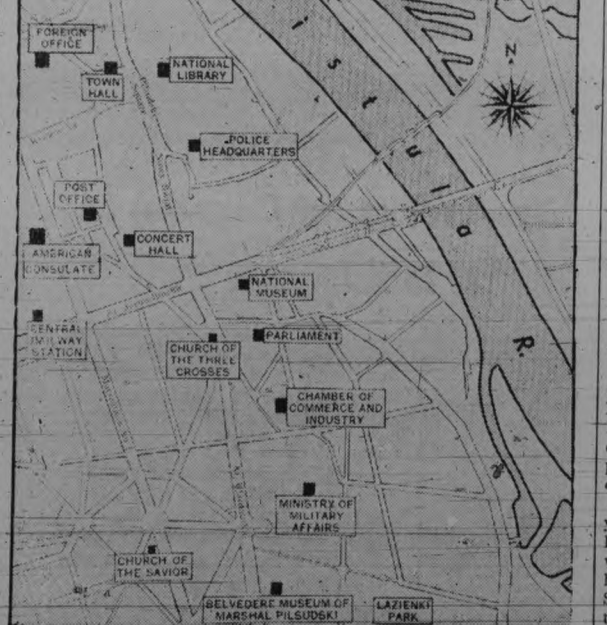 FOREIGN
OFFICE
TOWN
HALL
NATIONAL
LIBRARY
istula R.
N
POLICE
HEADQUARTERS
POST
OFFICE
AMERICAN
CONSULATE
CONCERT
HALL
NATIONAL
MUSEUM
CENTRAL
RAILWAY
STATION
CHURCH OF
THE THREE
CROSSES
PARLIAMENT
CHAMBER OF
COMMERCE AND
INDUSTRY
MINISTRY OF
MILITARY
AFFAIRS
CHURCH OF
THE SAVIOR
BELVEDERE MUSEUM OF
MARSHAL PILSUDSKI
LAZIENKI
PARK